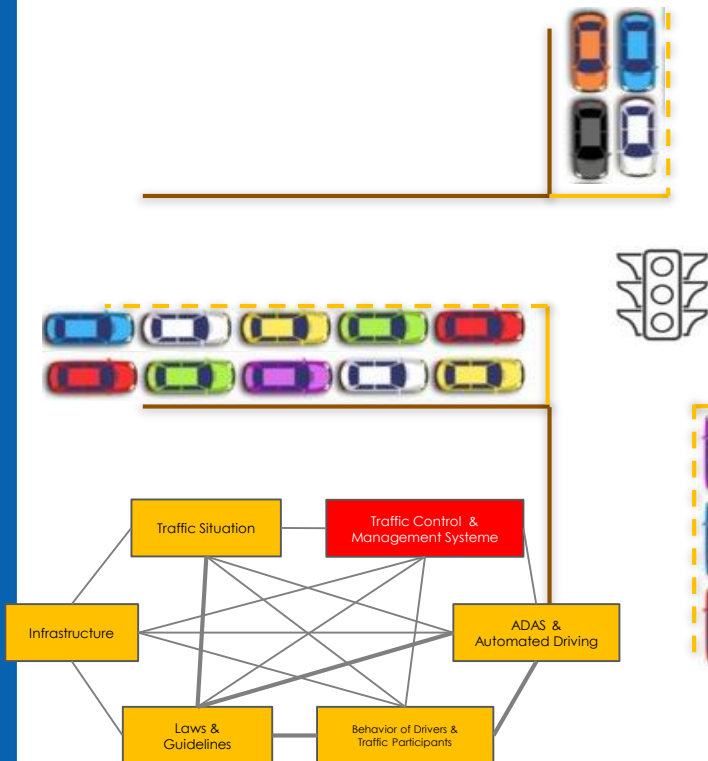 Traffic Situation
Traffic Control &
Management Systeme
Infrastructure
ADAS &
Automated Driving
Laws &
Guidelines
Behavior of Drivers &
Traffic Participants